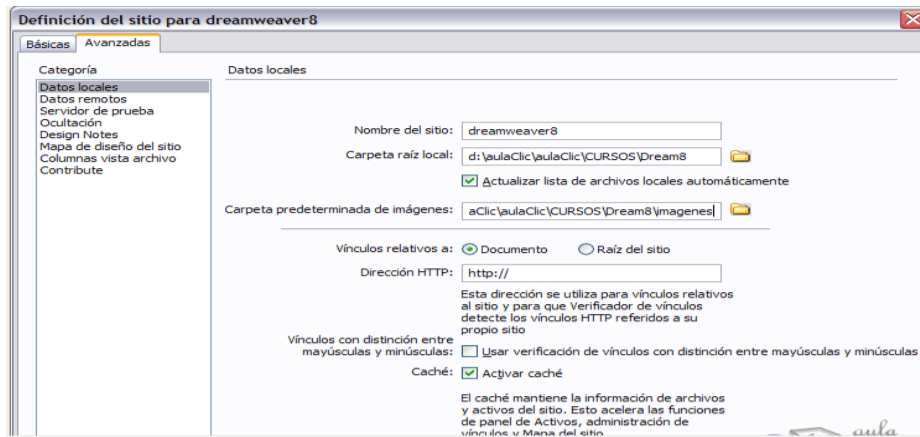 Definición del sitio para dreamweaver8
Básicas Avanzadas
Categoría
Datos locales
Datos remotos
Servidor de prueba
Ocultación
Design Notes
Mapa de diseño del sitio
Columnas vista archivo
Contribute
Datos locales
Nombre del sitio: dreamweaver8
Carpeta raíz local: d:\aulaClic\aulaClic\CURSOS\Dream8
Actualizar lista de archivos locales automáticamente
Carpeta predeterminada de imágenes: aClic\aulaClic\CURSOS\Dream8\imagenes
Vínculos relativos a: Documento Raíz del sitio
Dirección HTTP: http://
Esta dirección se utiliza para vínculos relativos
al sitio y para que Verificador de vínculos
detecte los vínculos HTTP referidos a su
propio sitio
Vínculos con distinción entre
mayúsculas y minúsculas: Usar verificación de vínculos con distinción entre mayúsculas y minúsculas
Caché: Activar caché
El caché mantiene la información de archivos
y activos del sitio. Esto acelera las funciones
de panel de Activos, administración de
vínculos y Mapa del sitio
aula